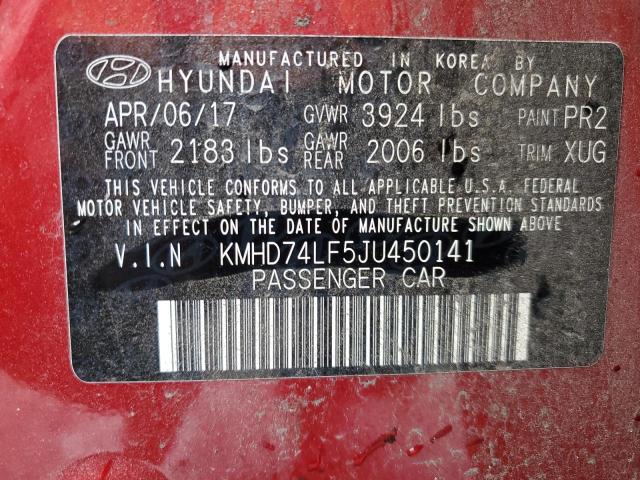 MANUFACTURED IN KOREA BY
HYUNDAI MOTOR COMPANY
APR/06/17 GVWR 3924 lbs PAINT PR2
GAWR FRONT 2183 lbs GAWR REAR 2006 lbs TRIM XUG
THIS VEHICLE CONFORMS TO ALL APPLICABLE U.S.A. FEDERAL
MOTOR VEHICLE SAFETY, BUMPER, AND THEFT PREVENTION STANDARDS
IN EFFECT ON THE DATE OF MANUFACTURE SHOWN ABOVE
V.I.N KMHD74LF5JU450141
PASSENGER CAR